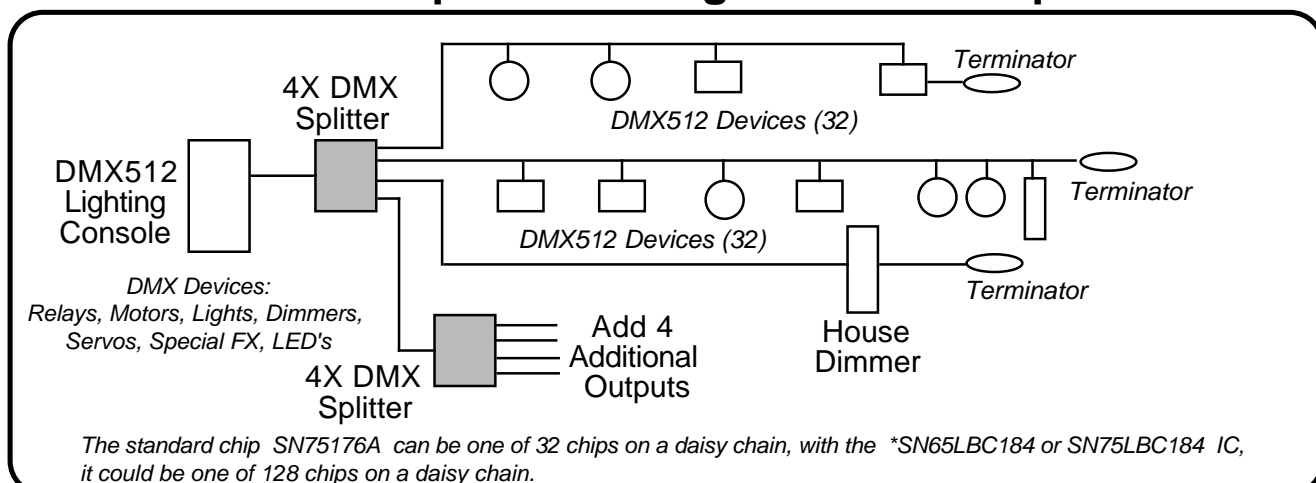 Terminator
4X DMX
Splitter
DMX512 Devices (32)
DMX512
Lighting
Console
Terminator
DMX512 Devices (32)
DMX Devices:
Relays, Motors, Lights, Dimmers,
Servos, Special FX, LED's
Terminator
House
Dimmer
Add 4
Additional
Outputs
4X DMX
Splitter
The standard chip SN75176A can be one of 32 chips on a daisy chain, with the *SN65LBC184 or SN75LBC184 IC,
it could be one of 128 chips on a daisy chain.